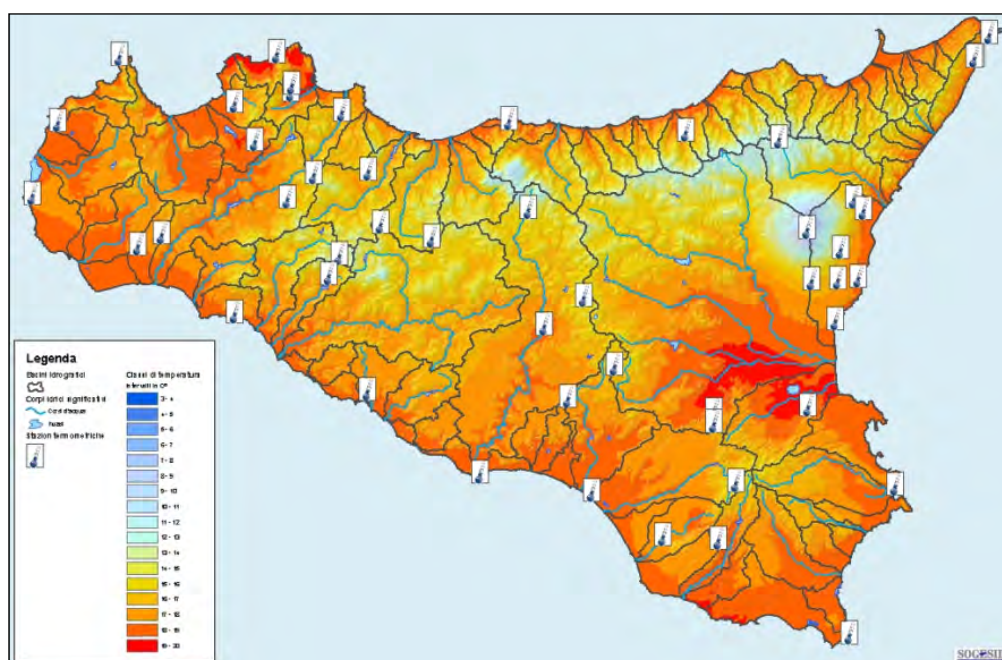 Legenda
Bacini Idrografici
Corpi idrici significativi
Corsi d'acqua
Invasi
Stazioni termometriche
Classi di temperatura
Intervalli in C°
3 - 4
4 - 5
5 - 6
6 - 7
7 - 8
8 - 9
9 - 10
10 - 11
11 - 12
12 - 13
13 - 14
14 - 15
15 - 16
16 - 17
17 - 18
18 - 19
19 - 20